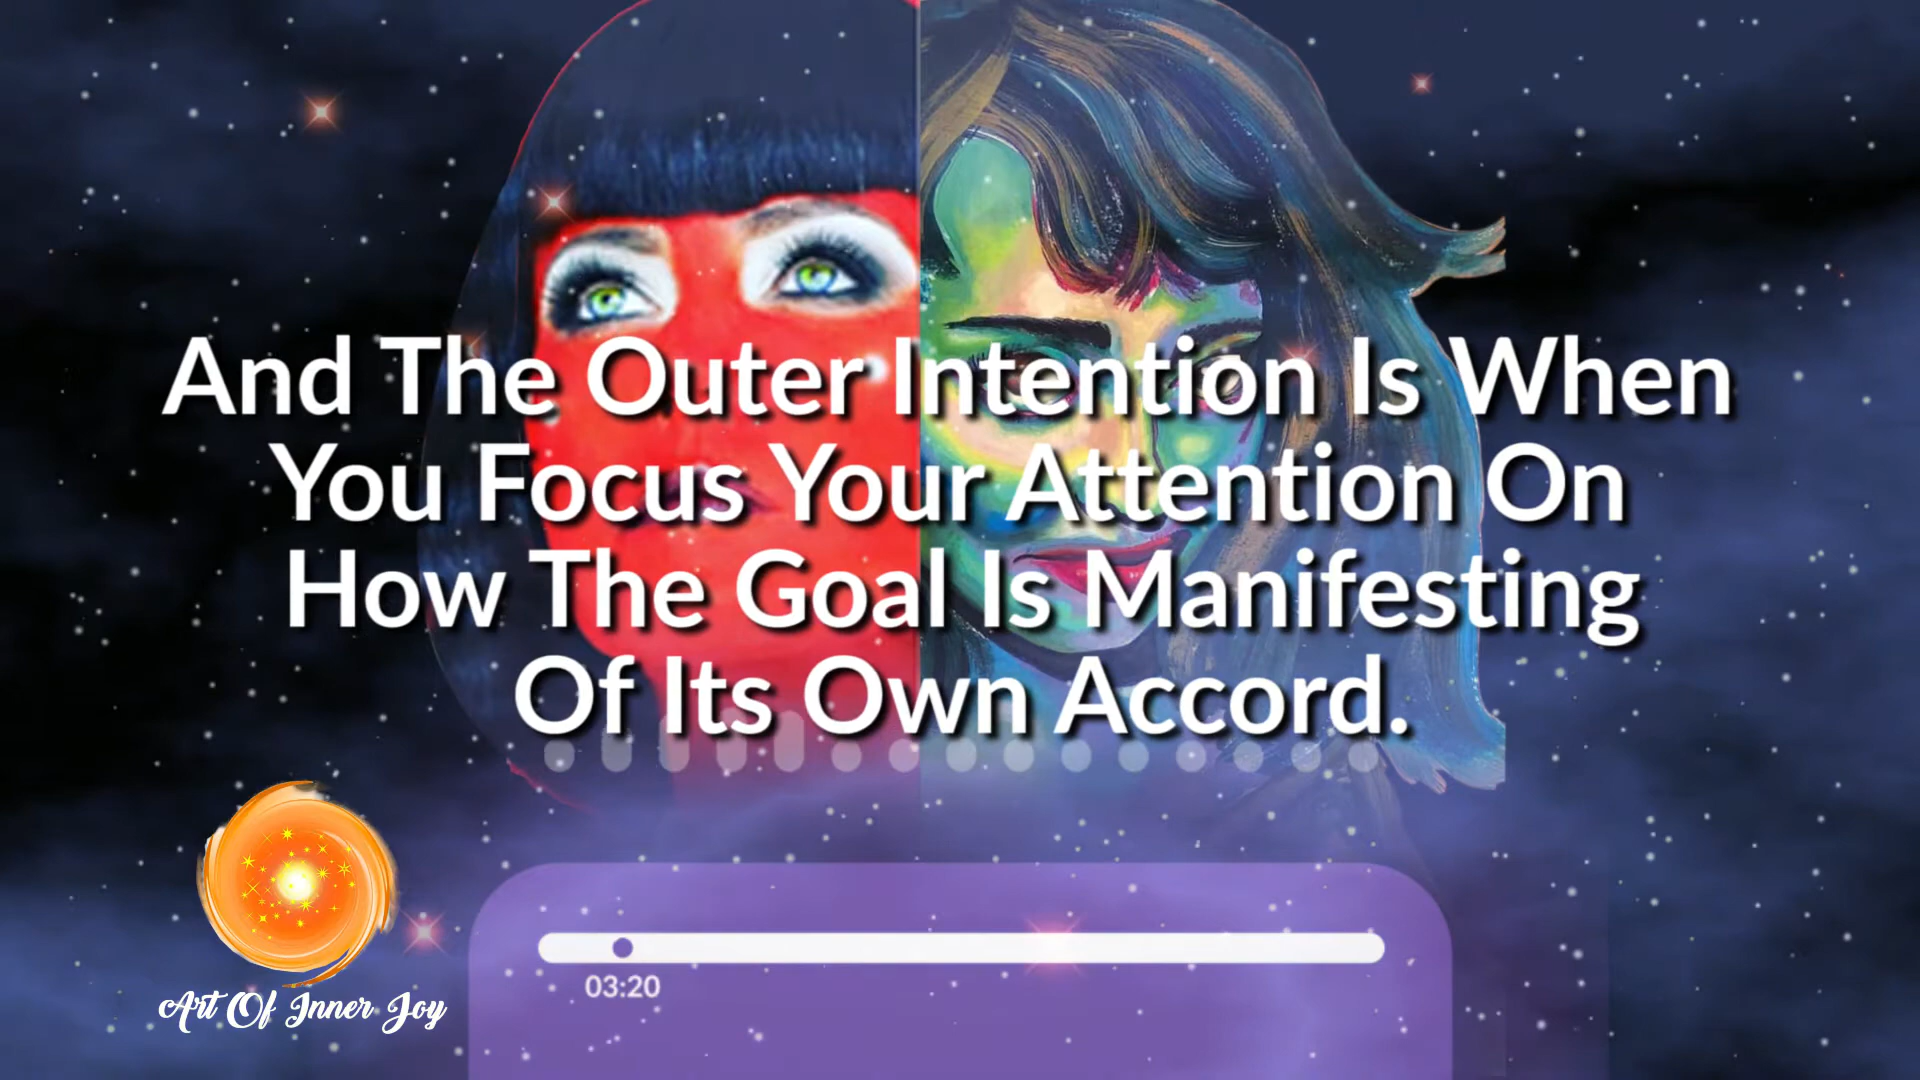 And The Outer Intention Is When
You Focus Your Attention On
How The Goal Is Manifesting
Of Its Own Accord.
03:20
Art Of Inner Joy